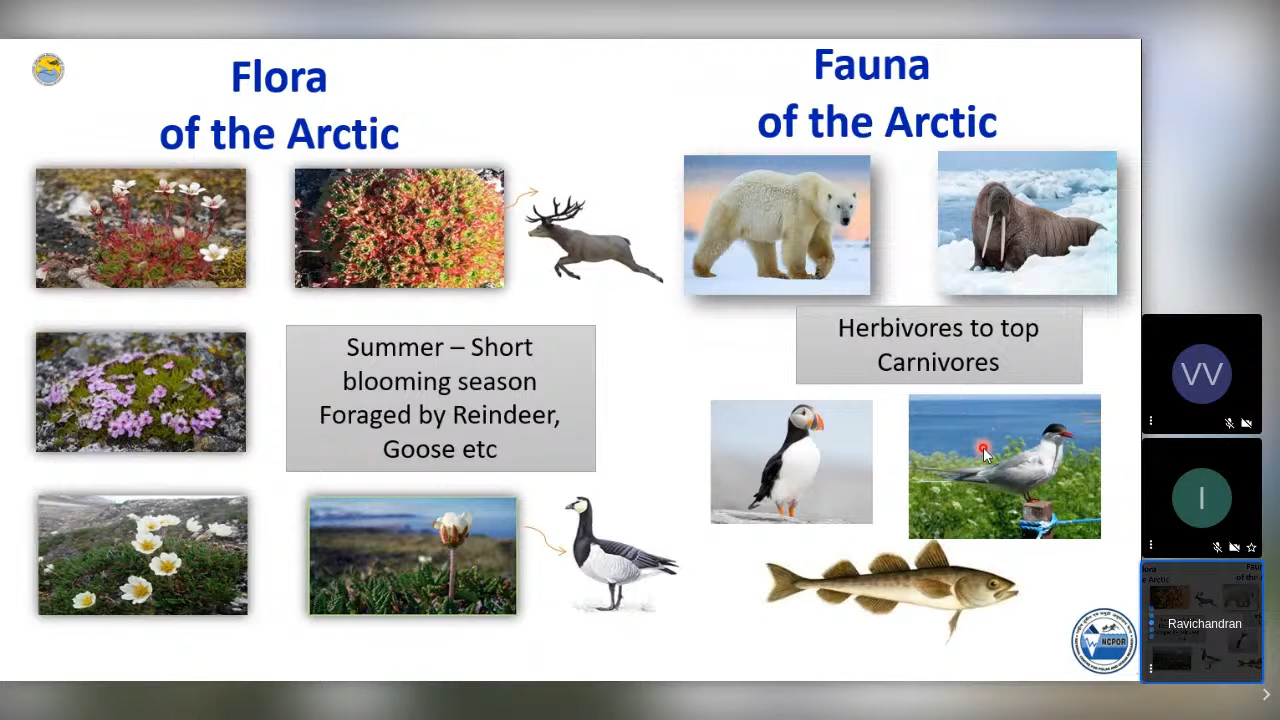 Flora
of the Arctic
Fauna
of the Arctic
Summer – Short
blooming season
Foraged by Reindeer,
Goose etc
Herbivores to top
Carnivores
NCPOR
VV
I
Ravichandran